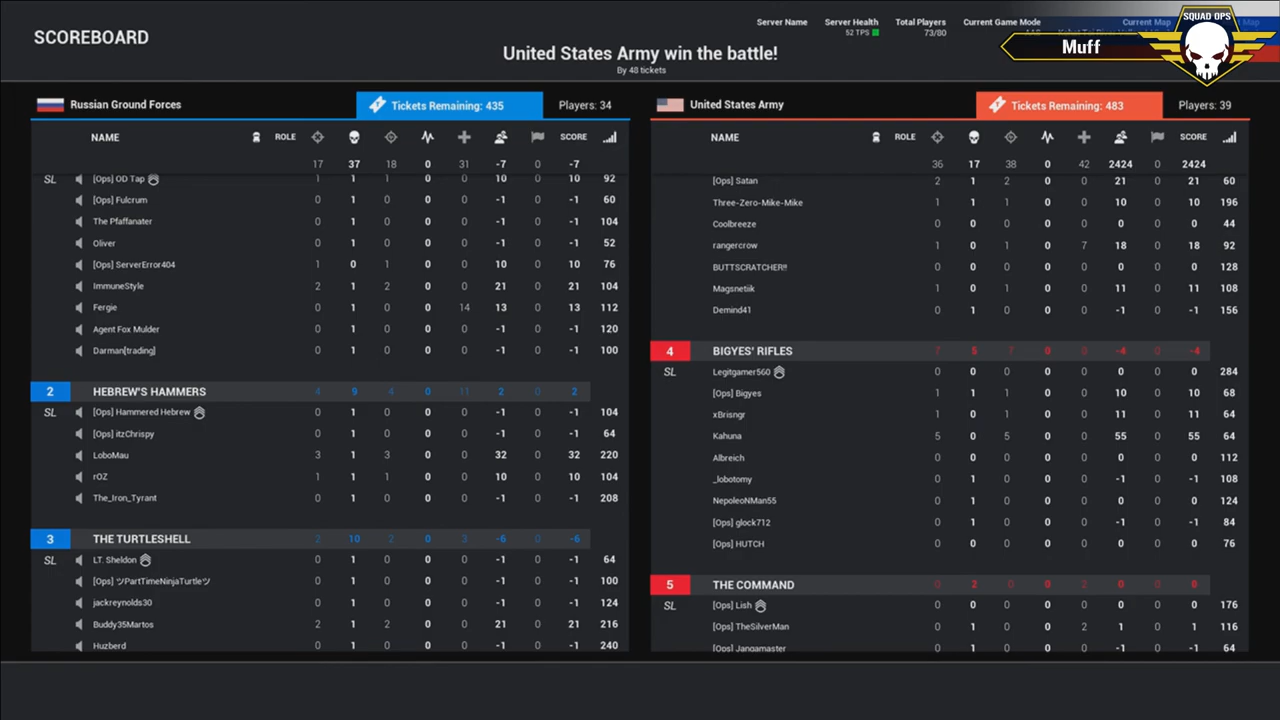 Server Name Server Health Total Players Current Game Mode Current Map
52 TPS 73/80
SQUAD OPS
Muff
SCOREBOARD
United States Army win the battle!
By 48 tickets
Russian Ground Forces Tickets Remaining: 435 Players: 34
NAME ROLE SCORE
17 37 18 0 31 -7 0 -7
SL [Ops] OD Tap 1 1 1 0 0 10 0 10 92
[Ops] Fulcrum 0 1 0 0 0 -1 0 -1 60
The Pfaffanater 0 1 0 0 0 -1 0 -1 104
Oliver 0 1 0 0 0 -1 0 -1 52
[Ops] ServerError404 1 0 1 0 0 10 0 10 76
ImmuneStyle 2 1 2 0 0 21 0 21 104
Fergie 0 1 0 0 14 13 0 13 112
Agent Fox Mulder 0 1 0 0 0 -1 0 -1 120
Darman[trading] 0 1 0 0 0 -1 0 -1 100
2 HEBREW'S HAMMERS 4 9 4 0 11 2 0 2
SL [Ops] Hammered Hebrew 0 1 0 0 0 -1 0 -1 104
[Ops] itzChrispy 0 1 0 0 0 -1 0 -1 64
LoboMau 3 1 3 0 0 32 0 32 220
rOZ 1 1 1 0 0 10 0 10 104
The_Iron_Tyrant 0 1 0 0 0 -1 0 -1 208
3 THE TURTLESHELL 2 10 2 0 3 -6 0 -6
SL LT. Sheldon 0 1 0 0 0 -1 0 -1 64
[Ops] ツPartTimeNinjaTurtleツ 0 1 0 0 0 -1 0 -1 100
jackreynolds30 0 1 0 0 0 -1 0 -1 124
Buddy35Martos 2 1 2 0 0 21 0 21 216
Huzberd 0 1 0 0 0 -1 0 -1 240
United States Army Tickets Remaining: 483 Players: 39
NAME ROLE SCORE
36 17 38 0 42 2424 0 2424
[Ops] Satan 2 1 2 0 0 21 0 21 60
Three-Zero-Mike-Mike 1 1 1 0 0 10 0 10 196
Coolbreeze 0 0 0 0 0 0 0 0 44
rangercrow 1 0 1 0 7 18 0 18 92
BUTTSCRATCHER!! 0 0 0 0 0 0 0 0 128
Magsnetiik 1 0 1 0 0 11 0 11 108
Demind41 0 1 0 0 0 -1 0 -1 156
4 BIGYES' RIFLES 7 5 7 0 0 -4 0 -4
SL Legitgamer560 0 0 0 0 0 0 0 0 284
[Ops] Bigyes 1 1 1 0 0 10 0 10 68
xBrisngr 1 0 1 0 0 11 0 11 64
Kahuna 5 0 5 0 0 55 0 55 64
Albreich 0 0 0 0 0 0 0 0 112
_lobotomy 0 1 0 0 0 -1 0 -1 108
NepoleoNMan55 0 1 0 0 0 0 0 0 124
[Ops] glock712 0 1 0 0 0 -1 0 -1 84
[Ops] HUTCH 0 0 0 0 0 0 0 0 76
5 THE COMMAND 0 2 0 0 2 0 0 0
SL [Ops] Lish 0 0 0 0 0 0 0 0 176
[Ops] TheSilverMan 0 1 0 0 2 1 0 1 116
[Ops] Jangamaster 0 1 0 0 0 -1 0 -1 64